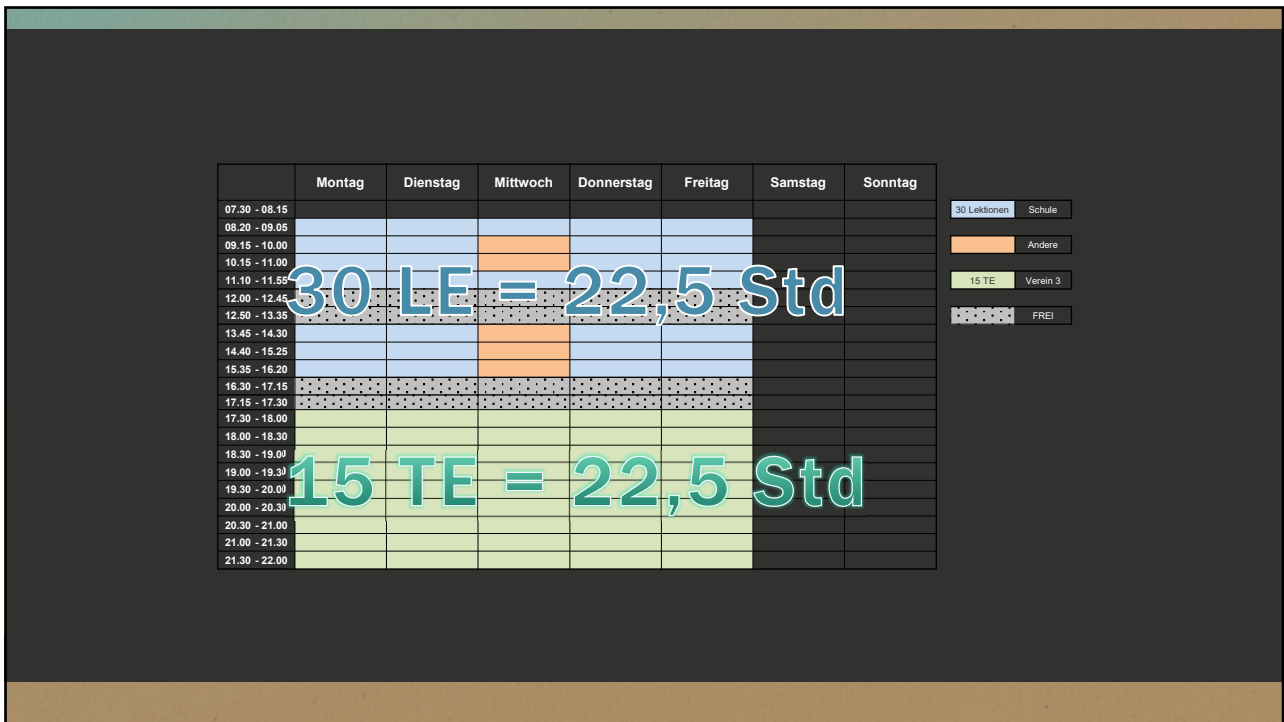 Montag Dienstag Mittwoch Donnerstag Freitag Samstag Sonntag
07.30 - 08.15 30 Lektionen Schule
08.20 - 09.05
09.15 - 10.00 Andere
10.15 - 11.00
11.10 - 11.55 15 TE Verein 3
30 LE = 22,5 Std
12.00 - 12.45
12.50 - 13.35 FREI
13.45 - 14.30
14.40 - 15.25
15.35 - 16.20
16.30 - 17.15
17.15 - 17.30
17.30 - 18.00
18.00 - 18.30
18.30 - 19.00
19.00 - 19.30
15 TE = 22,5 Std
19.30 - 20.00
20.00 - 20.30
20.30 - 21.00
21.00 - 21.30
21.30 - 22.00